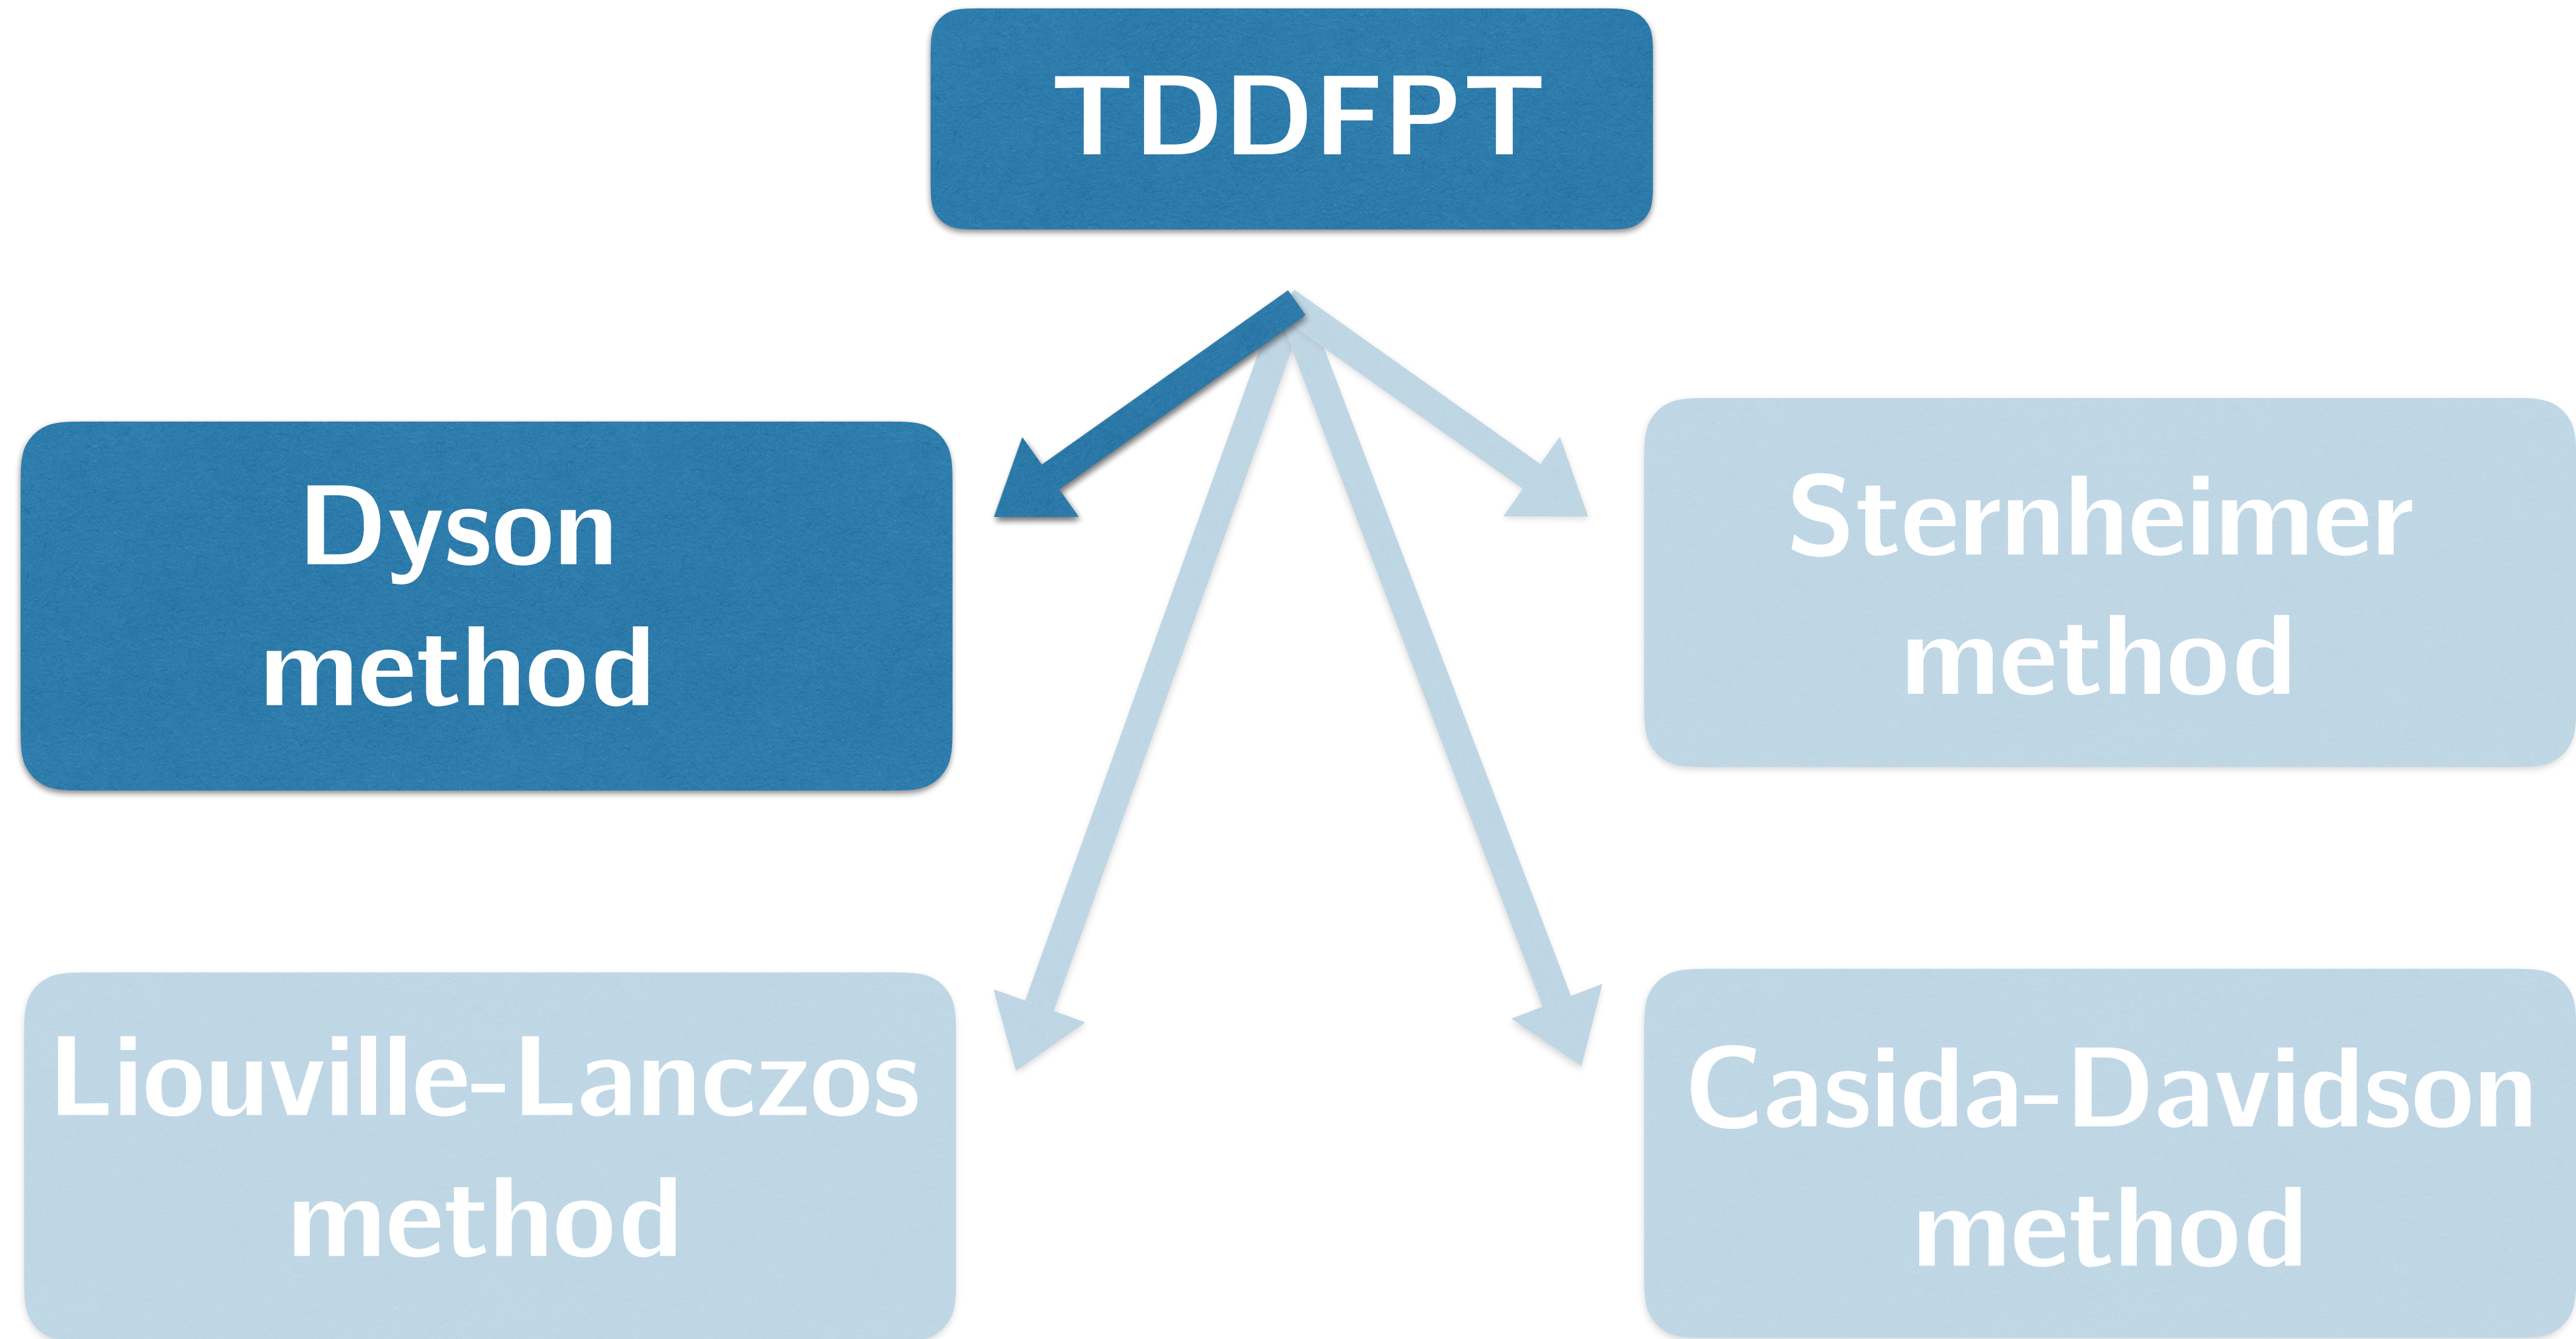 TDDFPT
Dyson
method
Sternheimer
method
Liouville-Lanczos
method
Casida-Davidson
method